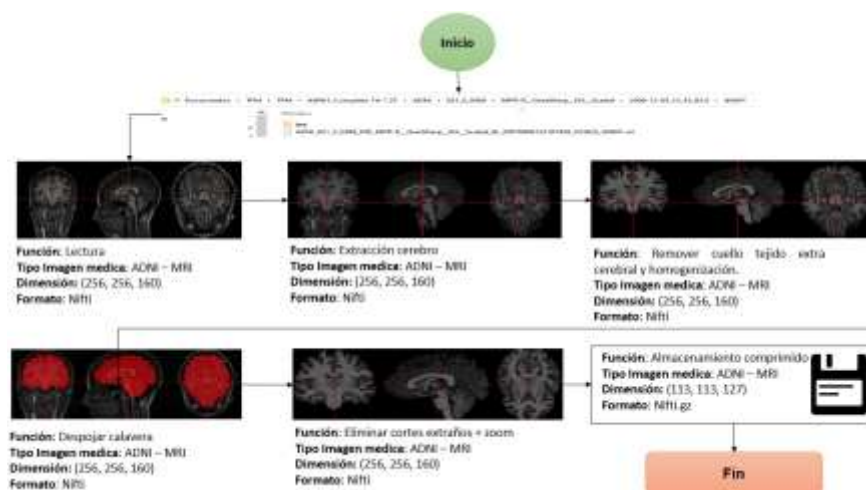 Inicio
Función: Lectura
Tipo Imagen medica: ADNI – MRI
Dimensión: (256, 256, 160)
Formato: Nifti
Función: Extracción cerebro
Tipo Imagen medica: ADNI – MRI
Dimensión: (256, 256, 160)
Formato: Nifti
Función: Remover cuello tejido extra
cerebral y homogenización.
Tipo Imagen medica: ADNI – MRI
Dimensión: (256, 256, 160)
Formato: Nifti
Función: Despojar calavera
Tipo Imagen medica: ADNI – MRI
Dimensión: (256, 256, 160)
Formato: Nifti
Función: Eliminar cortes extraños + zoom
Tipo Imagen medica: ADNI – MRI
Dimensión: (256, 256, 160)
Formato: Nifti
Función: Almacenamiento comprimido
Tipo Imagen medica: ADNI – MRI
Dimensión: (113, 113, 127)
Formato: Nifti.gz
Fin